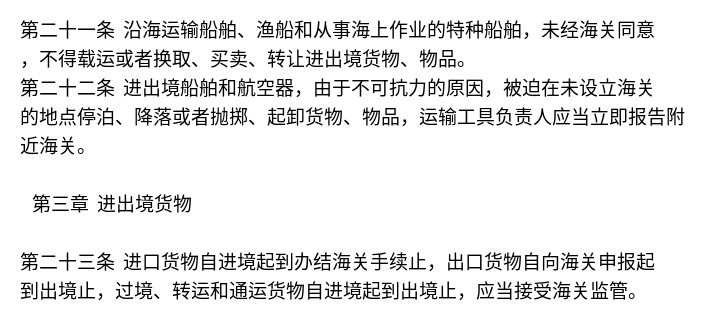 第二十一条 沿海运输船舶、渔船和从事海上作业的特种船舶，未经海关同意
，不得载运或者换取、买卖、转让进出境货物、物品。
第二十二条 进出境船舶和航空器，由于不可抗力的原因，被迫在未设立海关
的地点停泊、降落或者抛掷、起卸货物、物品，运输工具负责人应当立即报告附
近海关。
第三章 进出境货物
第二十三条 进口货物自进境起到办结海关手续止，出口货物自向海关申报起
到出境止，过境、转运和通运货物自进境起到出境止，应当接受海关监管。